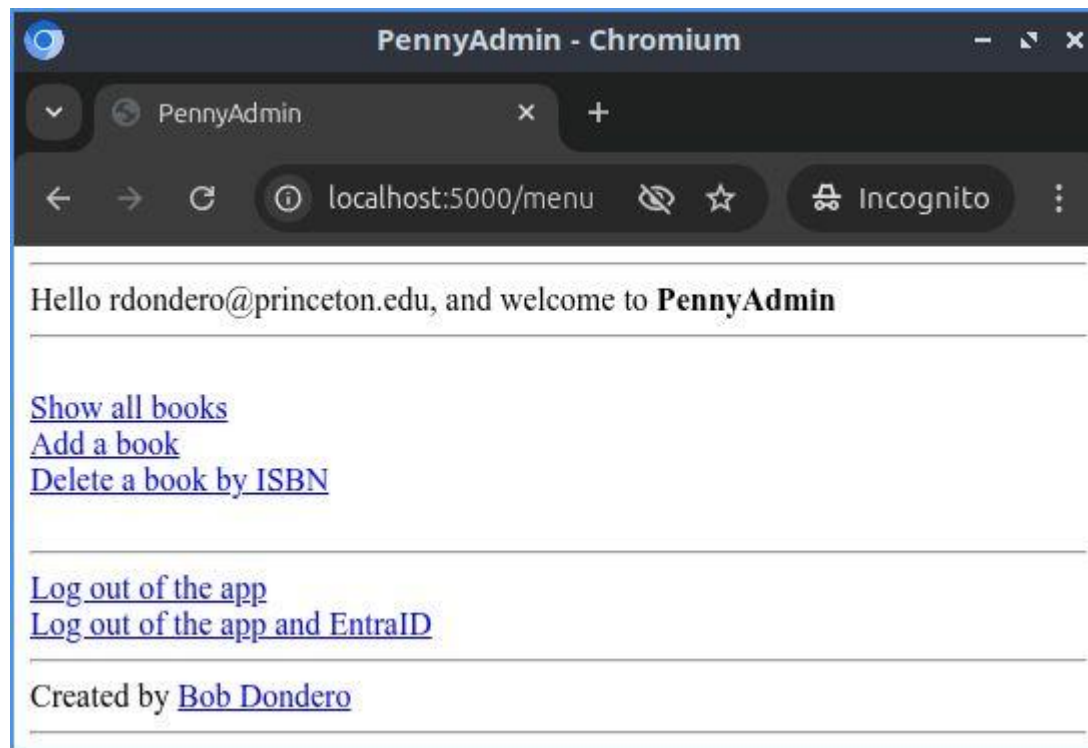 PennyAdmin - Chromium
PennyAdmin
localhost:5000/menu Incognito
Hello rdondero@princeton.edu, and welcome to PennyAdmin
Show all books
Add a book
Delete a book by ISBN
Log out of the app
Log out of the app and EntraID
Created by Bob Dondero